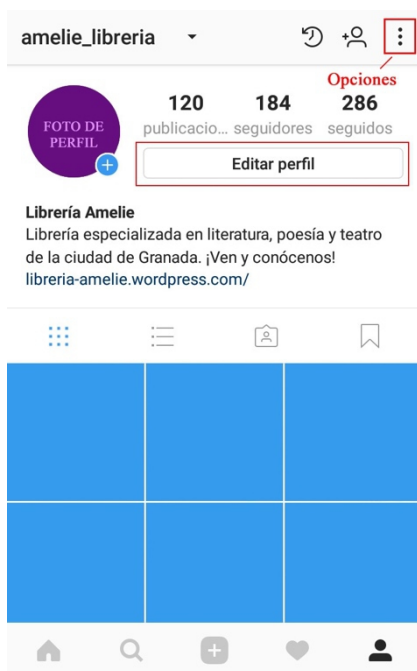 amelie_libreria
Opciones
FOTO DE
PERFIL
120 184 286
publicacio... seguidores seguidos
Editar perfil
Librería Amelie
Librería especializada en literatura, poesía y teatro
de la ciudad de Granada. ¡Ven y conócenos!
libreria-amelie.wordpress.com/